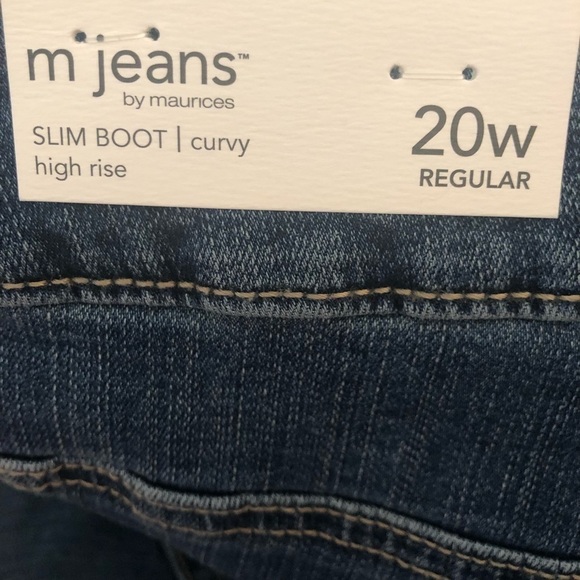 m jeans™
by maurices
SLIM BOOT | curvy
high rise
20w
REGULAR